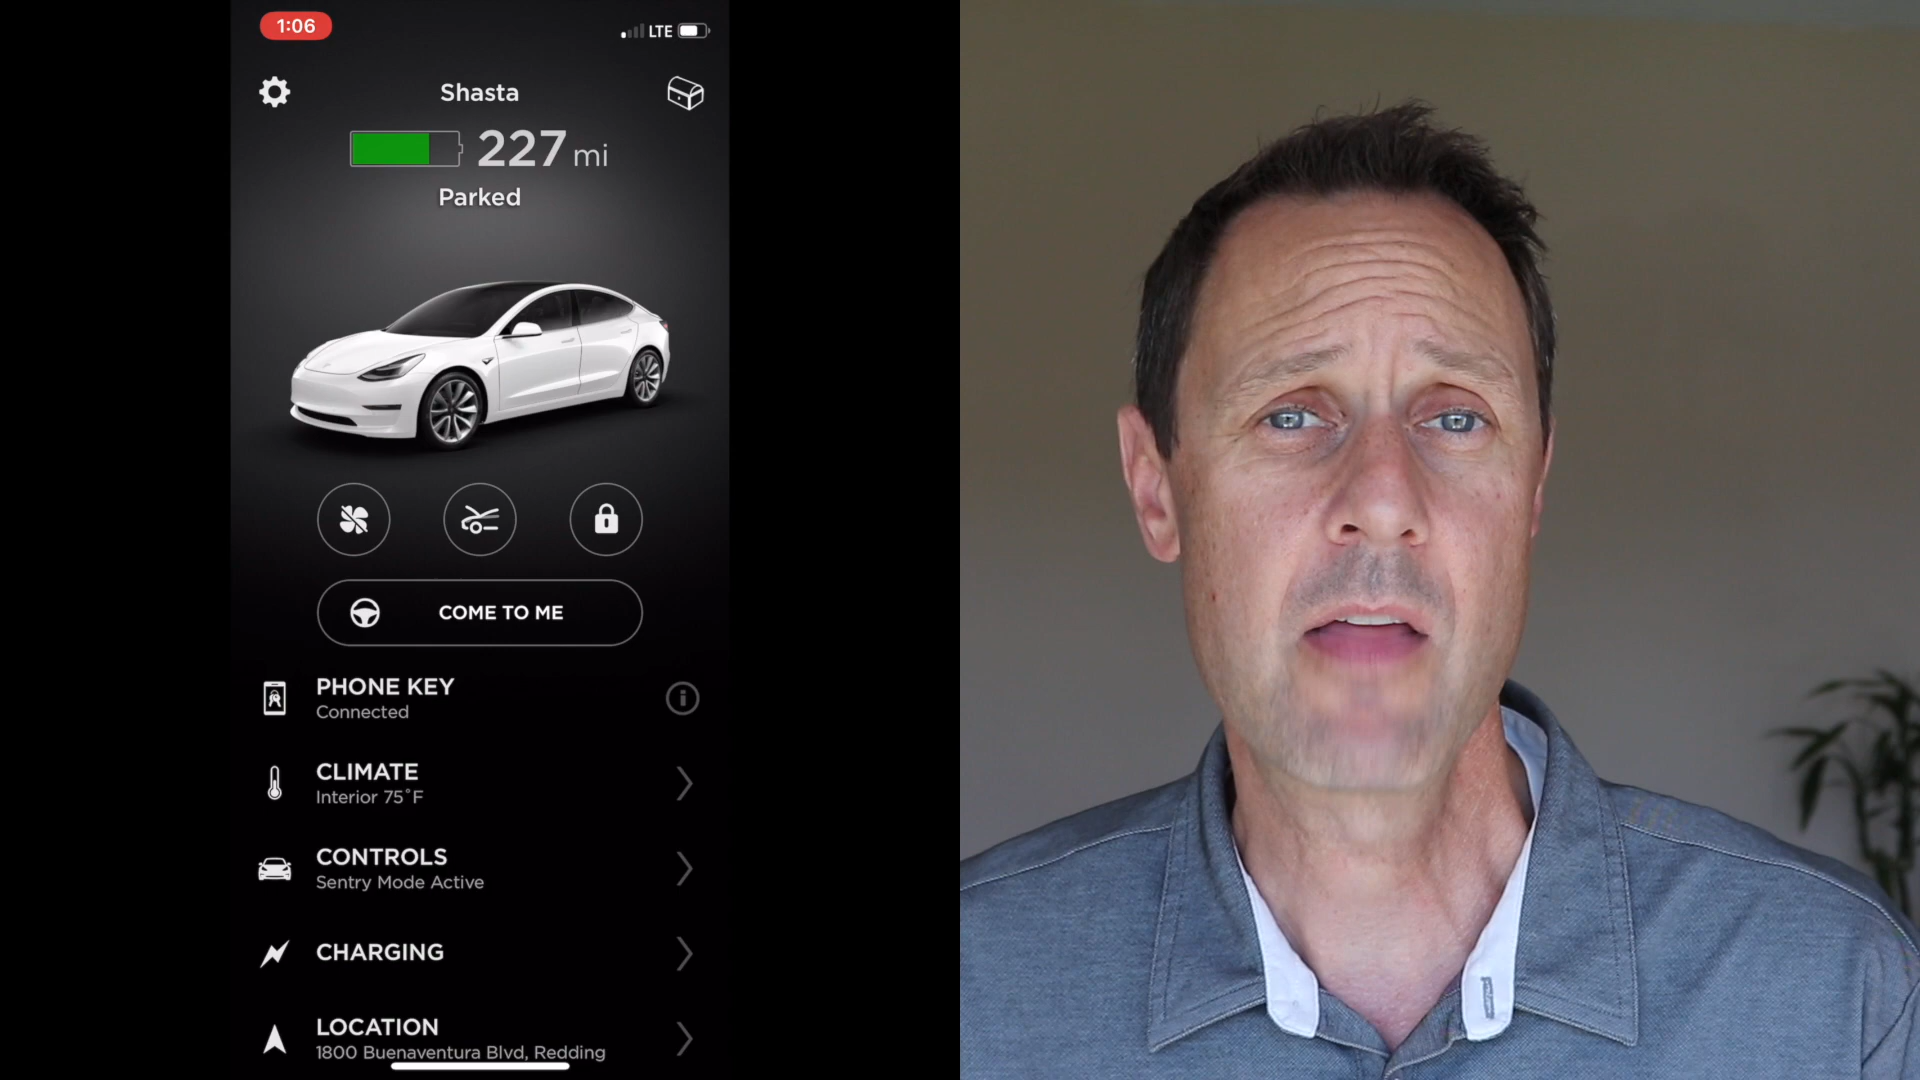 1:06
LTE
Shasta
227 mi
Parked
COME TO ME
PHONE KEY
Connected
CLIMATE
Interior 75°F
CONTROLS
Sentry Mode Active
CHARGING
LOCATION
1800 Buenaventura Blvd, Redding